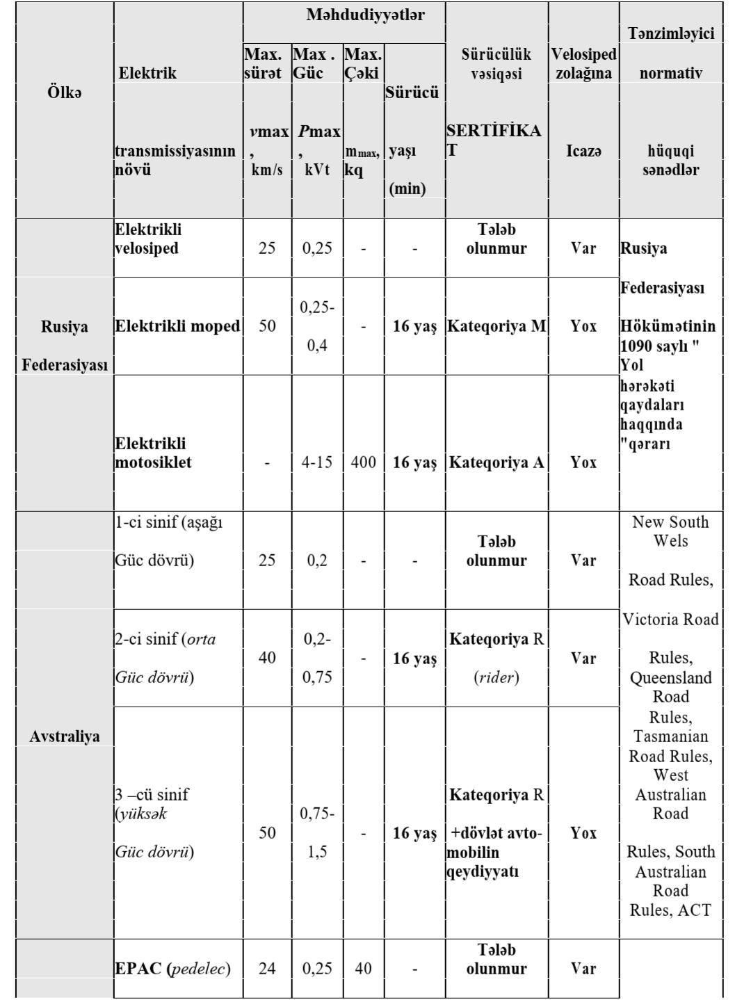 Ölkə
Elektrik
transmissiyasının
növü
Məhdudiyyətlər
Max.
sürət
vmax
,
km/s
Max .
Güc
Pmax
,
kVt
Max.
Çəki
mmax,
kq
Sürücü
yaşı
(min)
Sürücülük
vəsiqəsi
SERTİFİKA
T
Velosiped
zolağına
Icazə
Tənzimləyici
normativ
hüquqi
sənədlər
Rusiya
Federasiyası
Elektrikli
velosiped
25
0,25
-
-
Tələb
olunmur
Var
Elektrikli moped
50
0,25-
0,4
-
16 yaş
Kateqoriya M
Yox
Elektrikli
motosiklet
-
4-15
400
16 yaş
Kateqoriya A
Yox
Rusiya
Federasiyası
Hökümətinin
1090 saylı "
Yol
hərəkəti
qaydaları
haqqında
"qərarı
Avstraliya
1-ci sinif (aşağı
Güc dövrü)
25
0,2
-
-
Tələb
olunmur
Var
2-ci sinif (orta
Güc dövrü)
40
0,2-
0,75
-
16 yaş
Kateqoriya R
(rider)
Var
3 –cü sinif
(yüksək
Güc dövrü)
50
0,75-
1,5
-
16 yaş
Kateqoriya R
+dövlət avto-
mobilin
qeydiyyatı
Yox
New South
Wels
Road Rules,
Victoria Road
Rules,
Queensland
Road
Rules,
Tasmanian
Road Rules,
West
Australian
Road
Rules, South
Australian
Road
Rules, ACT
EPAC (pedelec)
24
0,25
40
-
Tələb
olunmur
Var